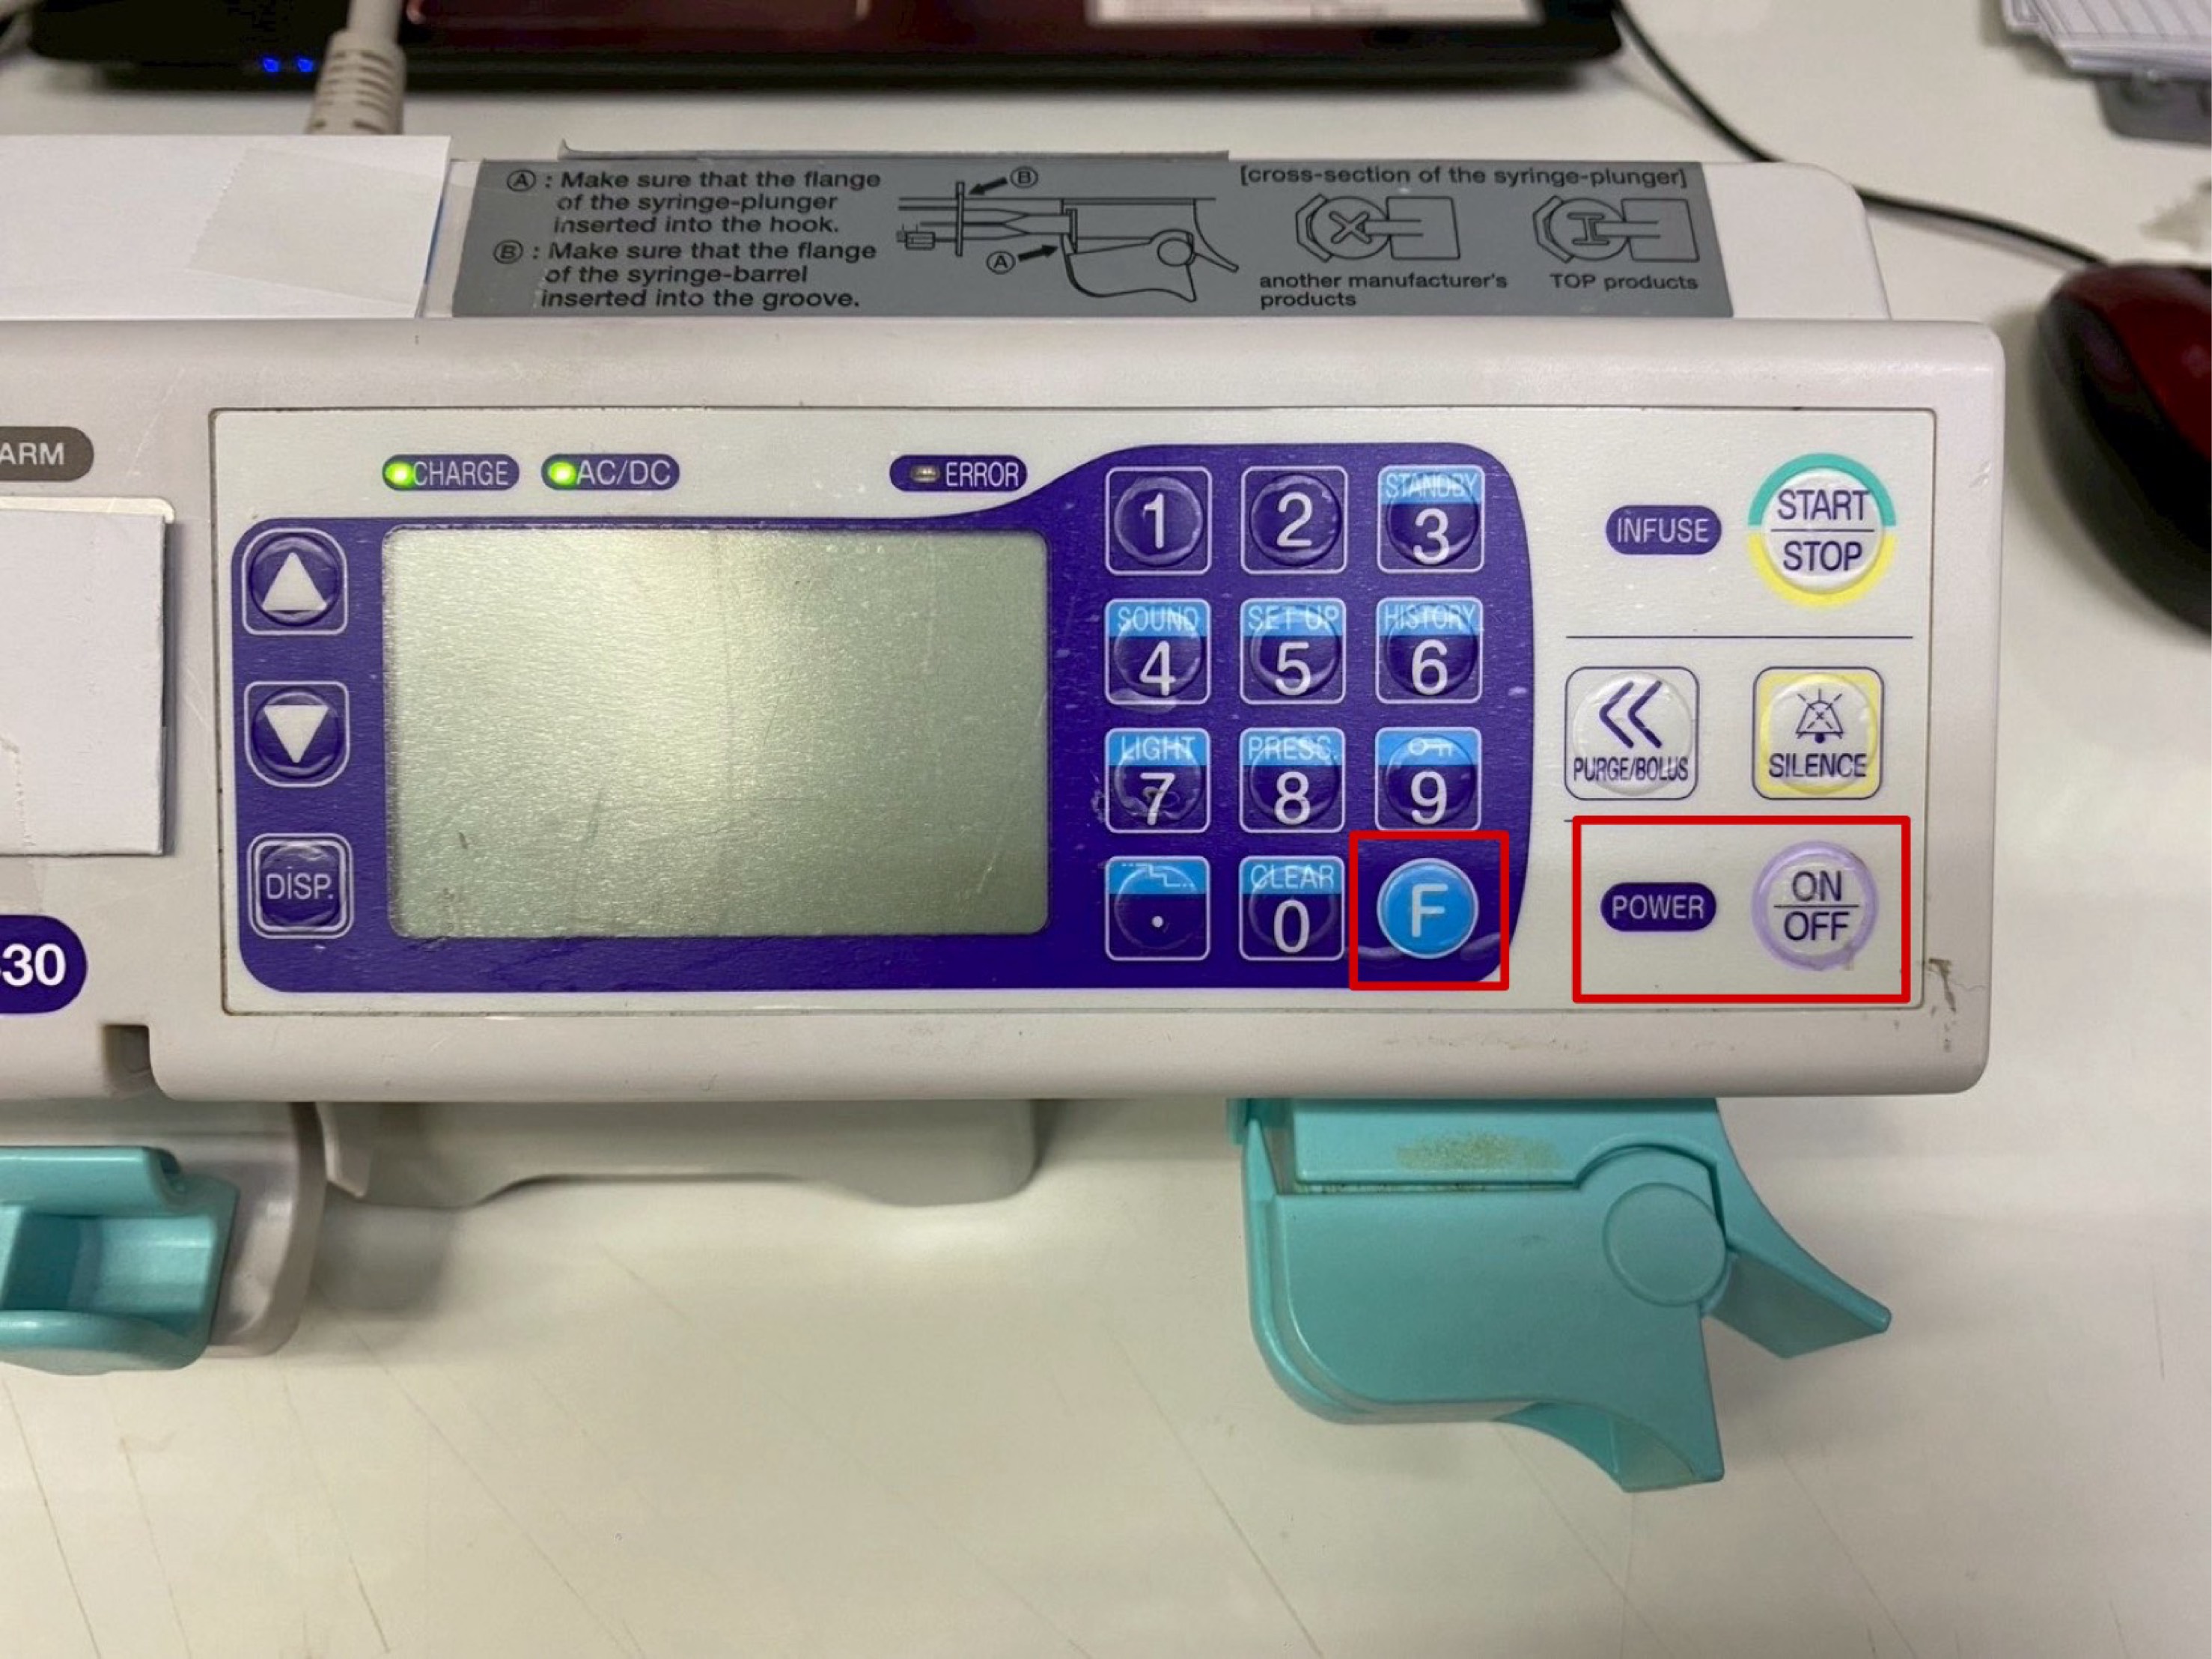 Ⓐ : Make sure that the flange
of the syringe-plunger
inserted into the hook.
Ⓑ : Make sure that the flange
of the syringe-barrel
inserted into the groove.
Ⓑ
Ⓐ
[cross-section of the syringe-plunger]
another manufacturer's
products
TOP products
ARM
CHARGE
AC/DC
ERROR
DISP.
30
1
2
STANDBY
3
SOUND
4
SET UP
5
HISTORY
6
LIGHT
7
PRESS.
8
9
.
CLEAR
0
F
INFUSE
START
STOP
PURGE/BOLUS
SILENCE
POWER
ON
OFF